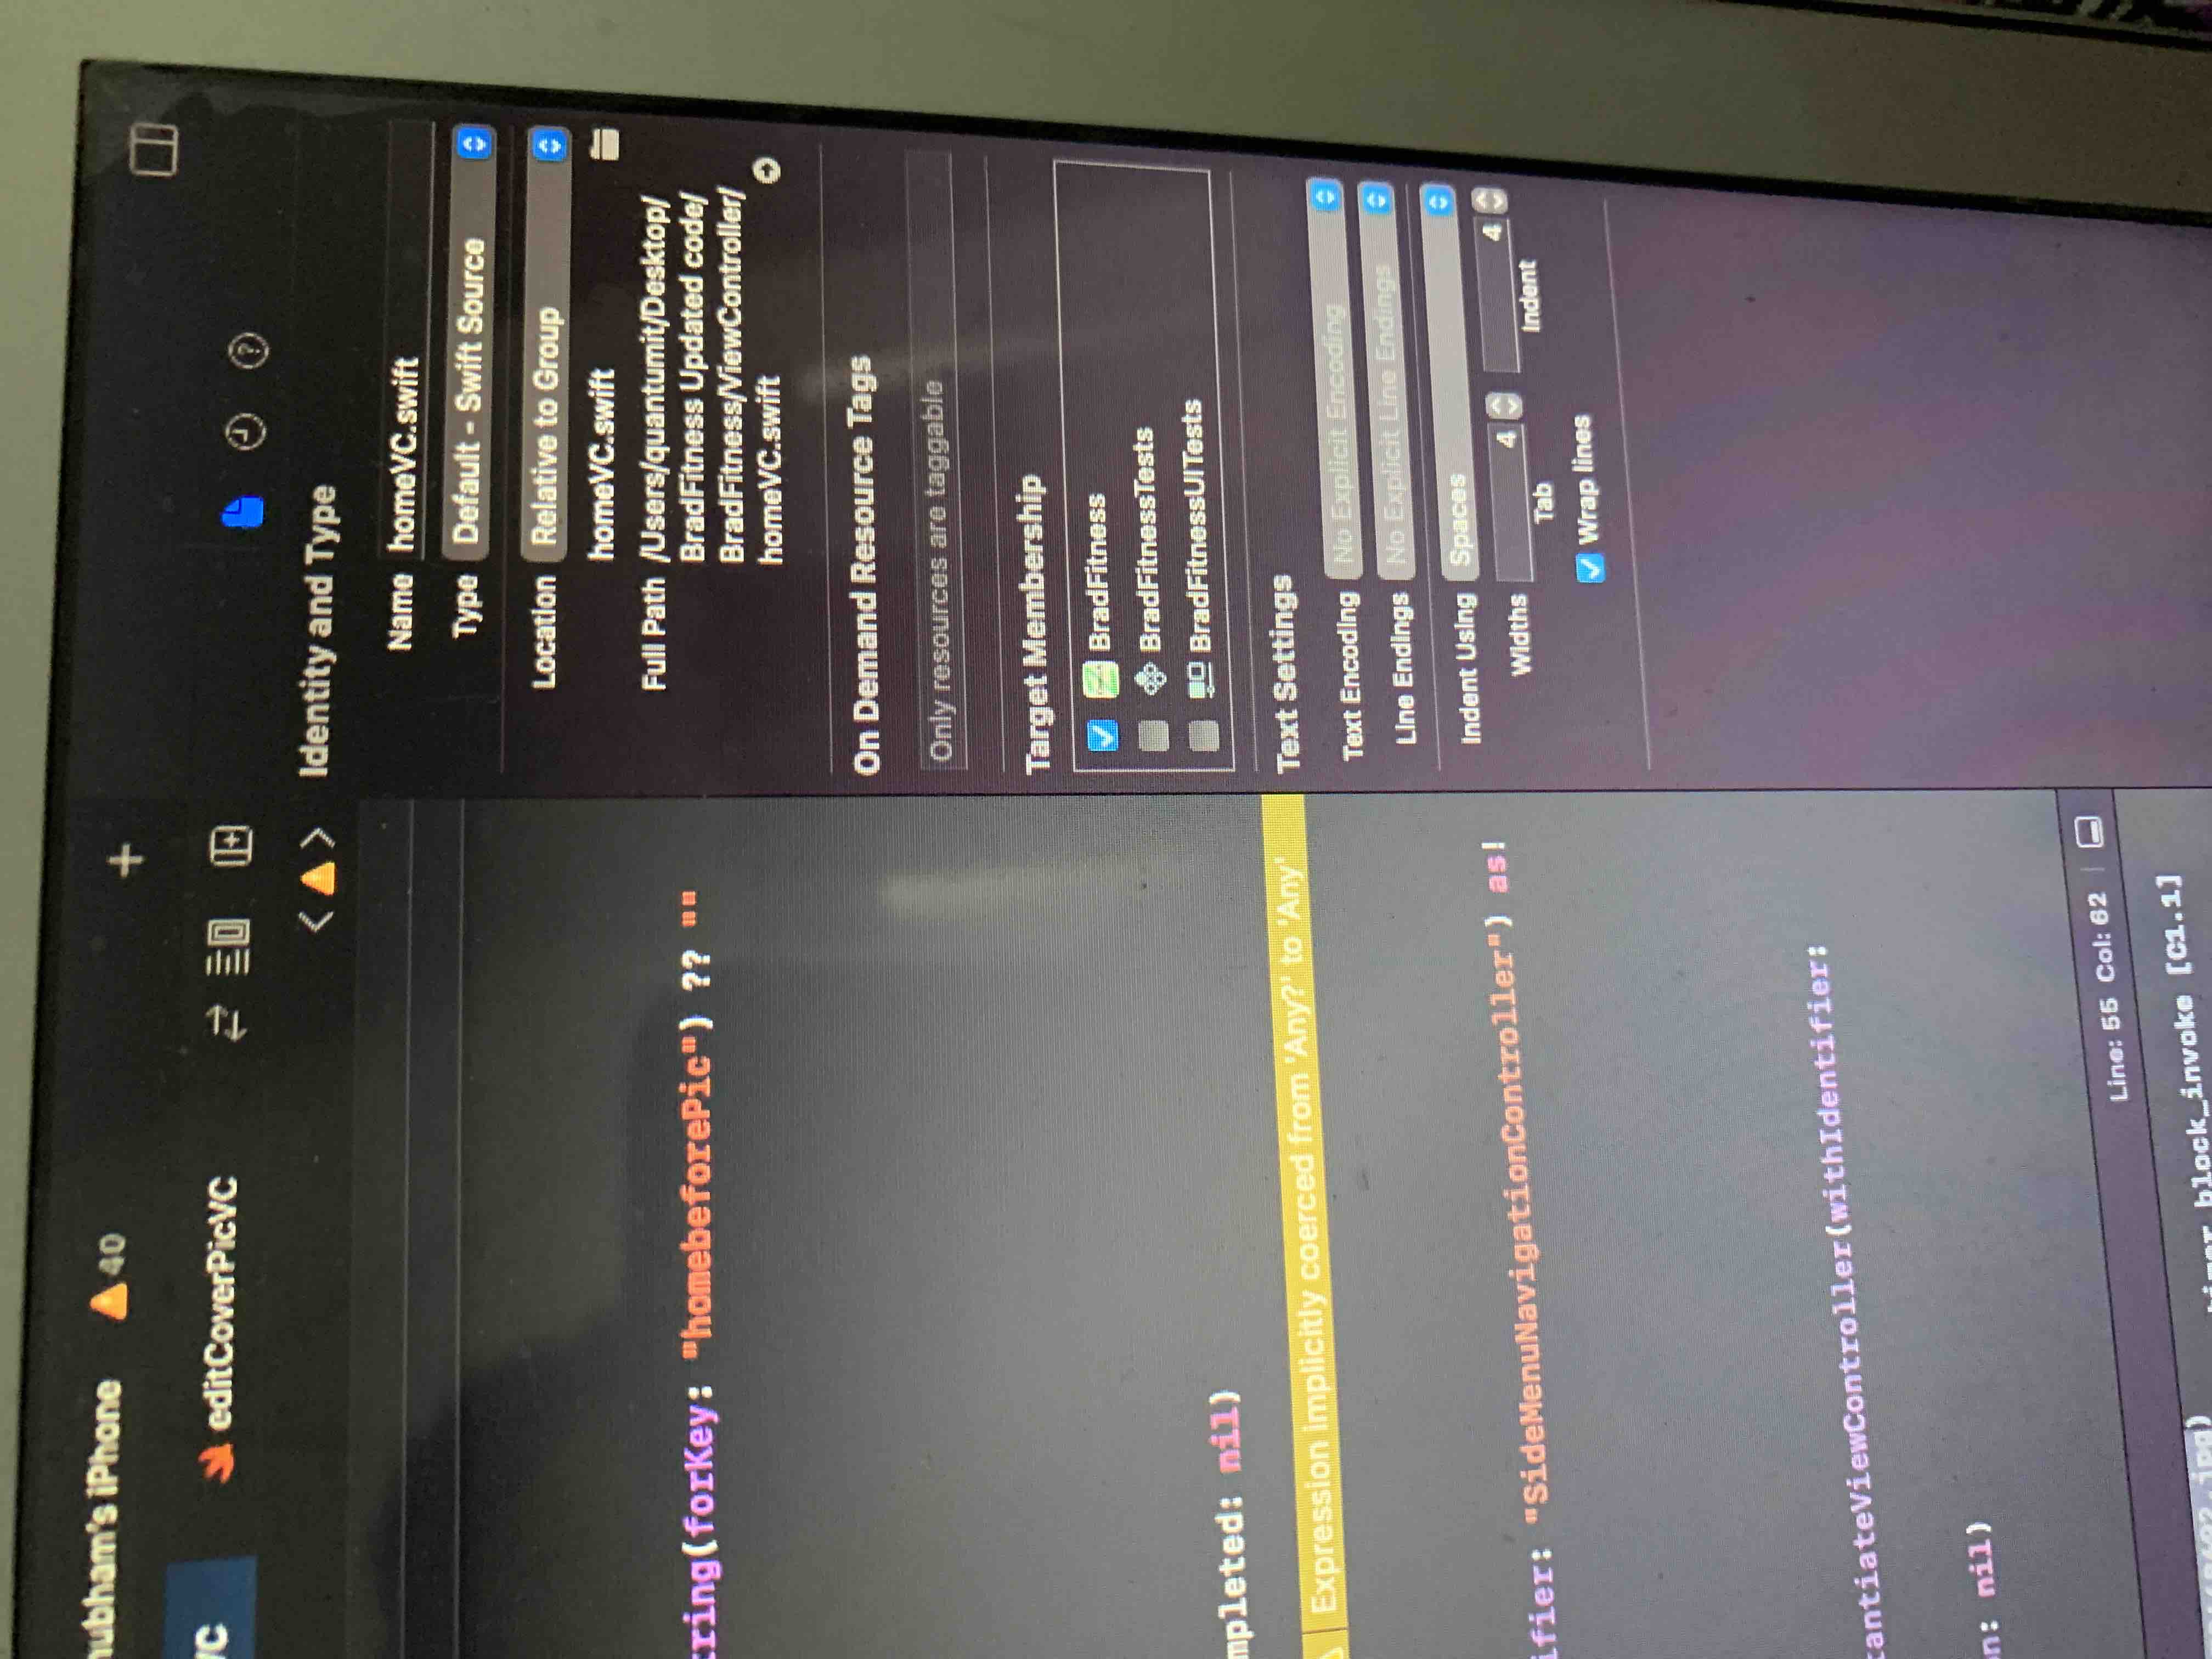 hubham's iPhone
40
VC
editCoverPicVC
Identity and Type
Name homeVC.swift
Type Default - Swift Source
Location Relative to Group
homeVC.swift
Full Path /Users/quantumit/Desktop/
BradFitness Updated code/
BradFitness/ViewController/
homeVC.swift
On Demand Resource Tags
Only resources are taggable
Target Membership
BradFitness
BradFitnessTests
BradFitnessUITests
Text Settings
Text Encoding No Explicit Encoding
Line Endings No Explicit Line Endings
Indent Using Spaces
Widths 4 4
Tab Indent
Wrap lines
tring(forKey: "homebeforePic") ?? ""
mpleted: nil)
Expression implicitly coerced from 'Any?' to 'Any'
ifier: "SideMenuNavigationController") as!
tantiateViewController(withIdentifier:
on: nil)
Line: 55 Col: 62
.jpg)
block_invoke [C1.1]